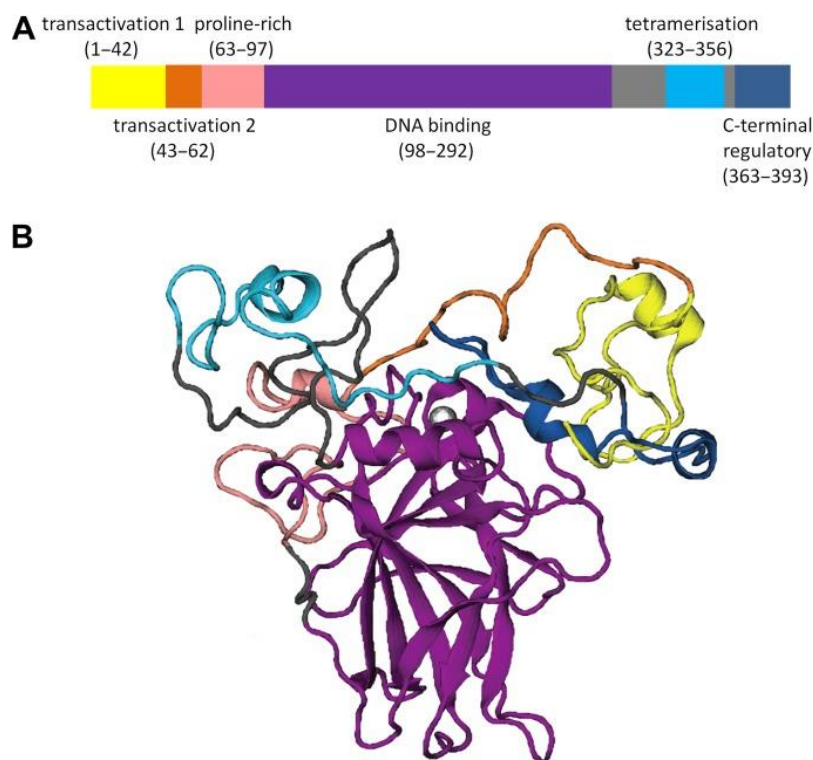 A
transactivation 1 proline-rich
(1–42) (63–97)
tetramerisation
(323–356)
transactivation 2
(43–62)
DNA binding
(98–292)
C-terminal
regulatory
(363–393)
B